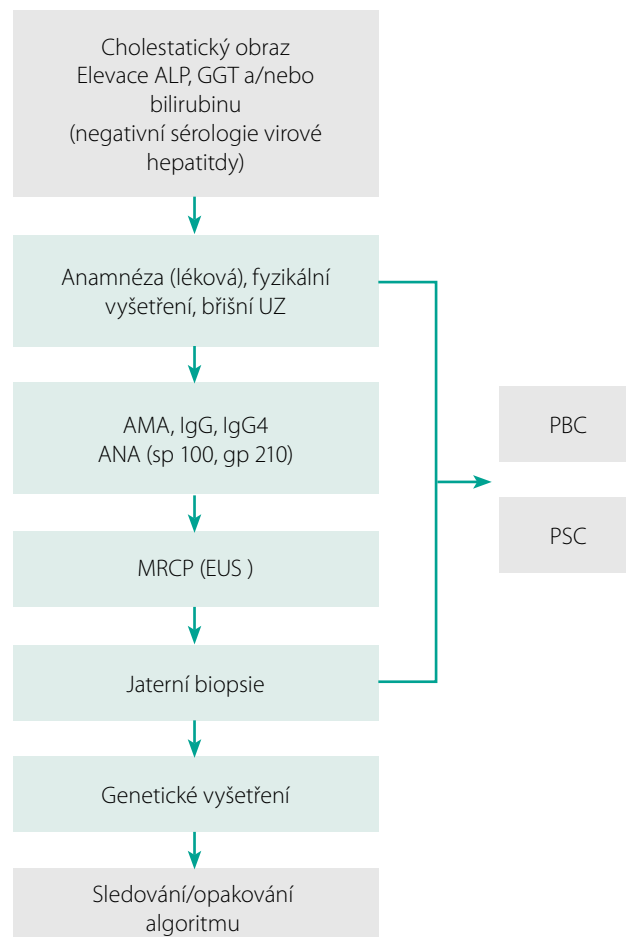 Cholestatický obraz
Elevace ALP, GGT a/nebo
bilirubinu
(negativní sérologie virové
hepatitdy)
Anamnéza (léková), fyzikální
vyšetření, břišní UZ
AMA, IgG, IgG4
ANA (sp 100, gp 210)
MRCP (EUS )
Jaterní biopsie
Genetické vyšetření
Sledování/opakování
algoritmu
PBC
PSC